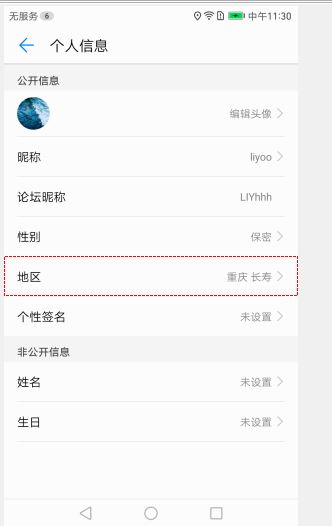 无服务 6 中午11:30
个人信息
公开信息
编辑头像
昵称 liyoo
论坛昵称 LIYhhh
性别 保密
地区 重庆 长寿
个性签名 未设置
非公开信息
姓名 未设置
生日 未设置